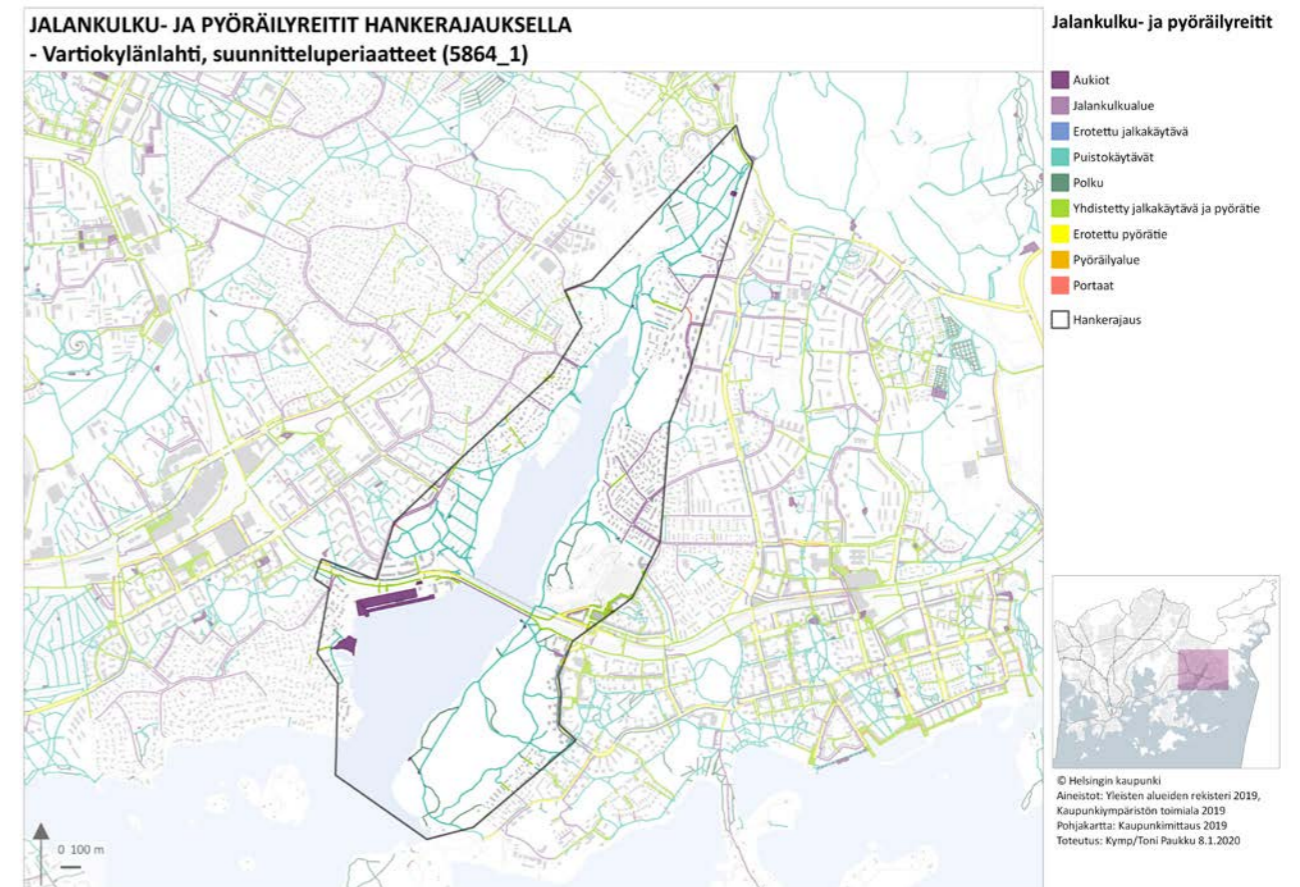 JALANKULKU- JA PYÖRÄILYREITIT HANKERAJAUKSELLA
- Vartiokylänlahti, suunnitteluperiaatteet (5864_1)
Jalankulku- ja pyöräilyreitit
Aukiot
Jalankulkualue
Erotettu jalkakäytävä
Puistokäytävät
Polku
Yhdistetty jalkakäytävä ja pyörätie
Erotettu pyörätie
Pyöräilyalue
Portaat
Hankerajaus
0 100 m
© Helsingin kaupunki
Aineistot: Yleisten alueiden rekisteri 2019,
Kaupunkiympäristön toimiala 2019
Pohjakartta: Kaupunkimittaus 2019
Toteutus: Kymp/Toni Paukku 8.1.2020